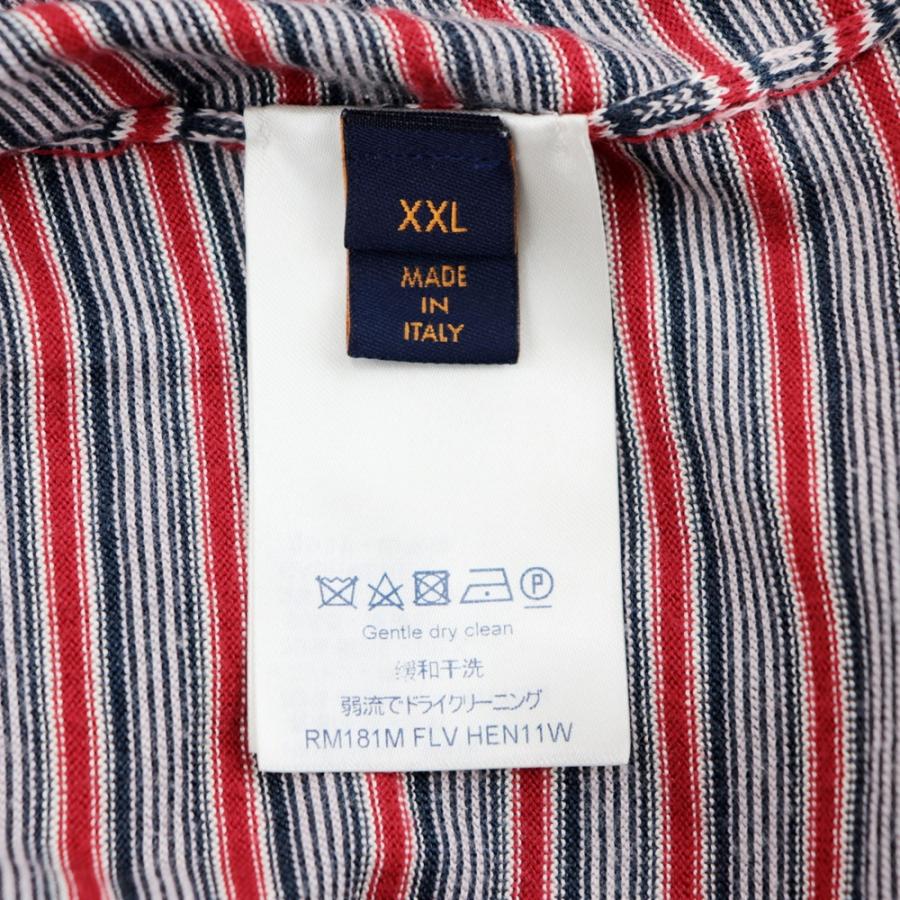 XXL
MADE
IN
ITALY
P
Gentle dry clean
缓和干洗
弱流でドライクリーニング
RM181M FLV HEN11W